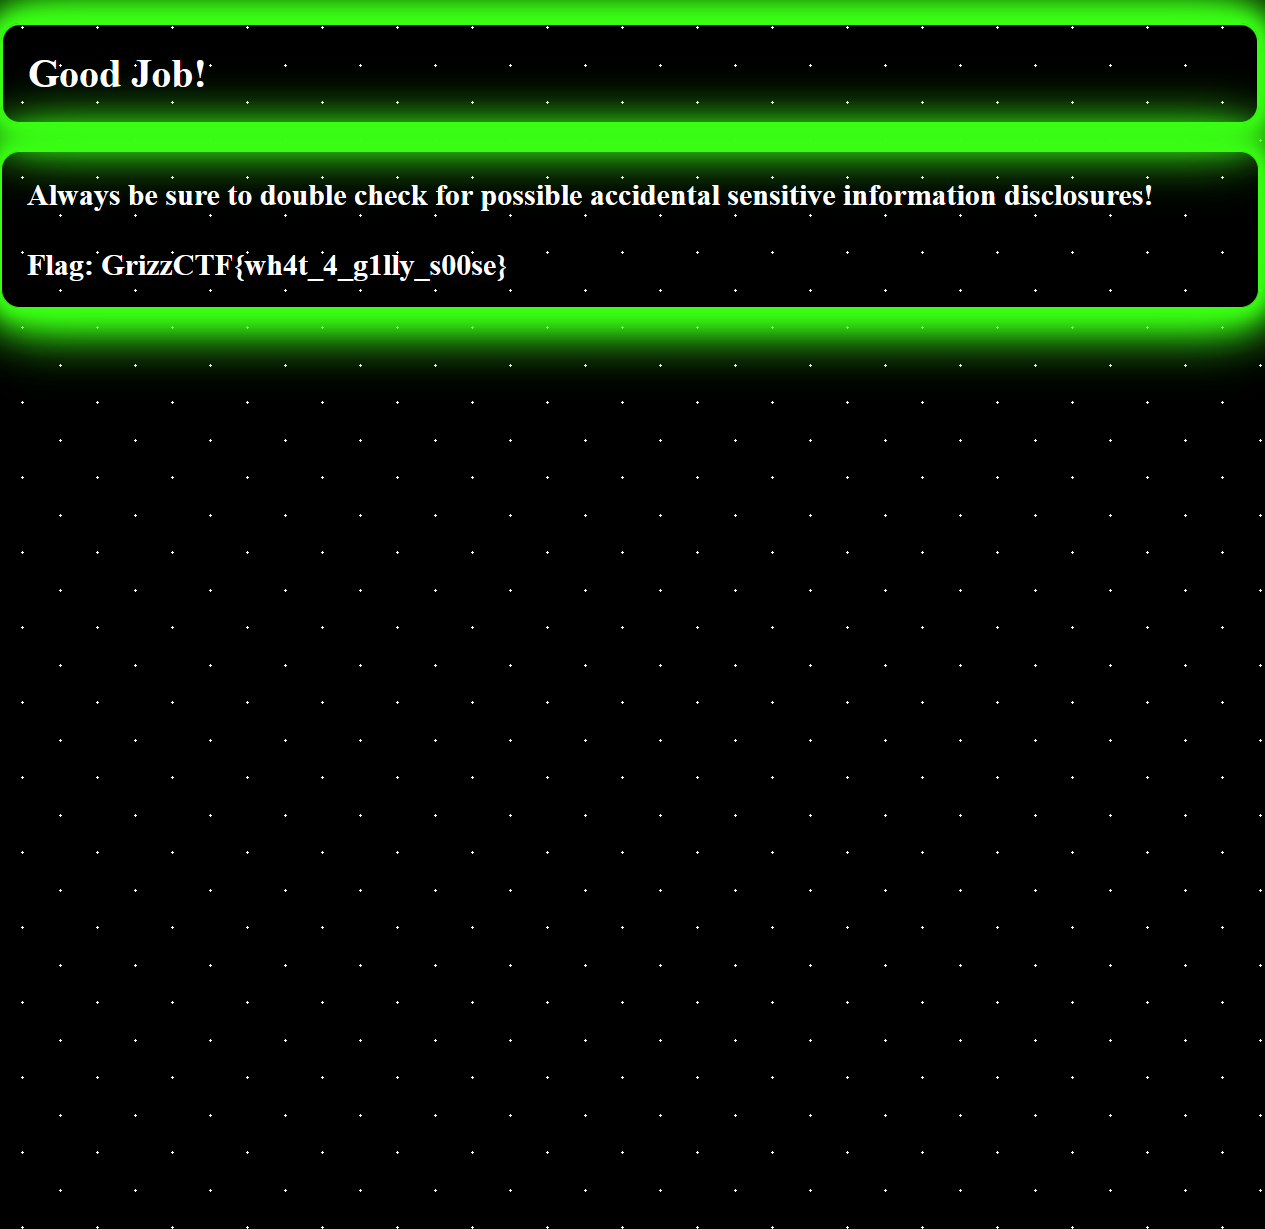 Good Job!
Always be sure to double check for possible accidental sensitive information disclosures!
Flag: GrizzCTF{wh4t_4_g1lly_s00se}